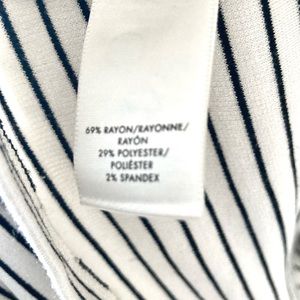 69% RAYON/RAYONNE/
RAYÓN
29% POLYESTER/
POLIÉSTER
2% SPANDEX